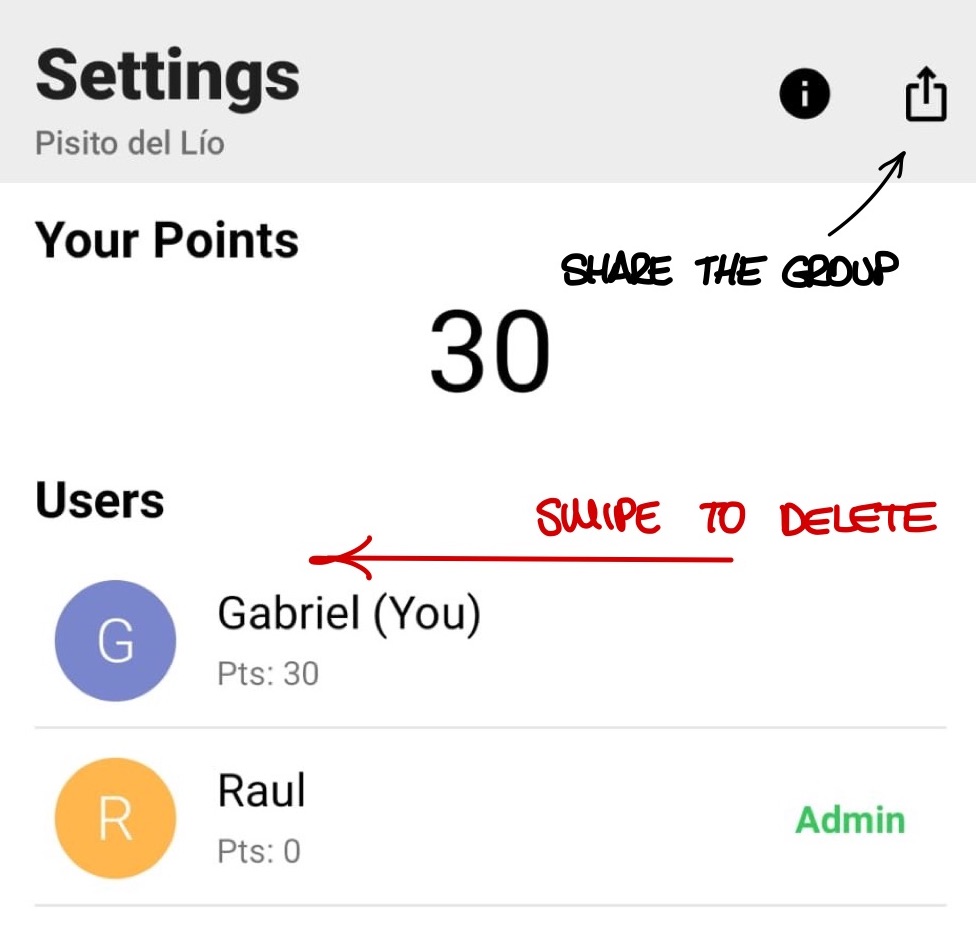 Settings
Pisito del Lío
Your Points
SHARE THE GROUP
30
Users
SWIPE TO DELETE
G
Gabriel (You)
Pts: 30
R
Raul
Admin
Pts: 0